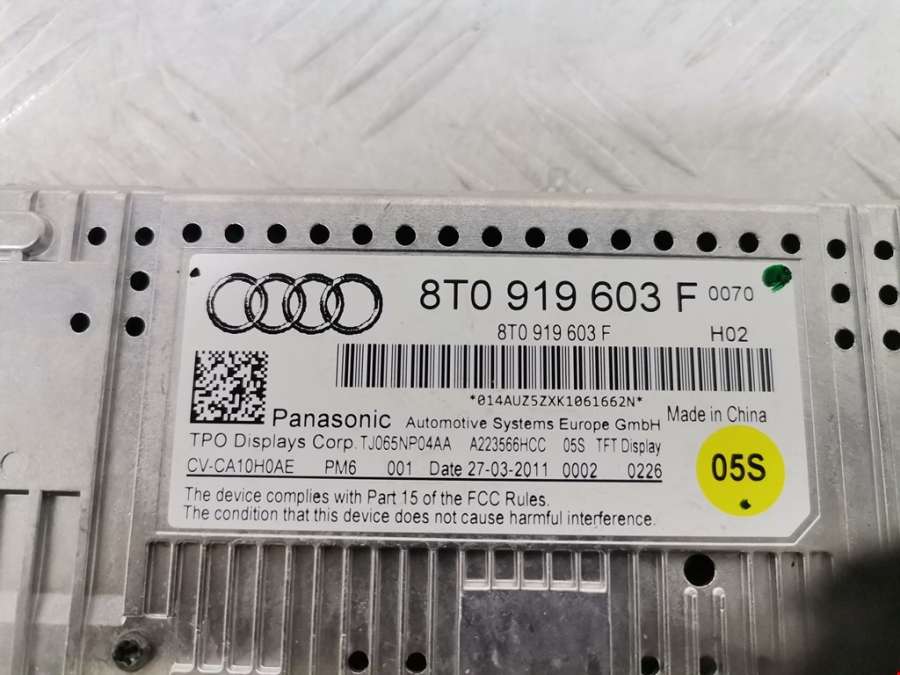 8T0 919 603 F 0070
8T0 919 603 F H02
*014AUZ5ZXK1061662N*
Panasonic Automotive Systems Europe GmbH Made in China
TPO Displays Corp. TJ065NP04AA A223566HCC 05S TFT Display
CV-CA10H0AE PM6 001 Date 27-03-2011 0002 0226
05S
The device complies with Part 15 of the FCC Rules.
The condition that this device does not cause harmful interference.